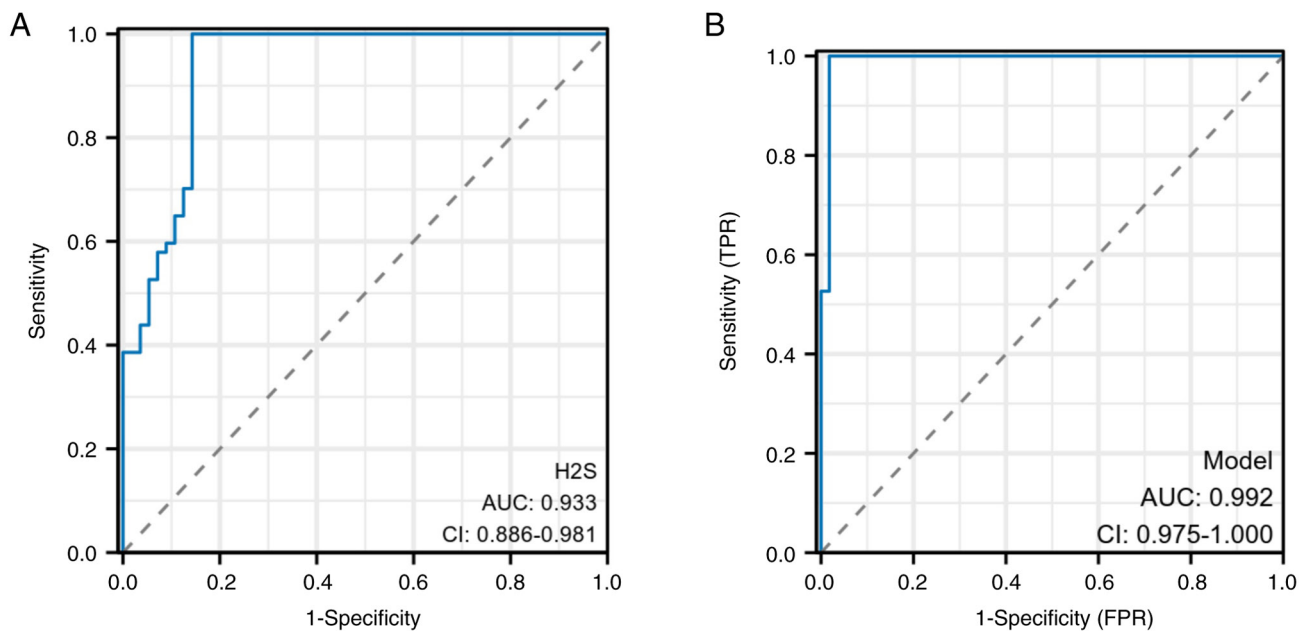 A
1.0
0.8
0.6
0.4
0.2
0.0
Sensitivity
H2S
AUC: 0.933
CI: 0.886-0.981
0.0 0.2 0.4 0.6 0.8 1.0
1-Specificity
B
1.0
0.8
0.6
0.4
0.2
0.0
Sensitivity (TPR)
Model
AUC: 0.992
CI: 0.975-1.000
0.0 0.2 0.4 0.6 0.8 1.0
1-Specificity (FPR)